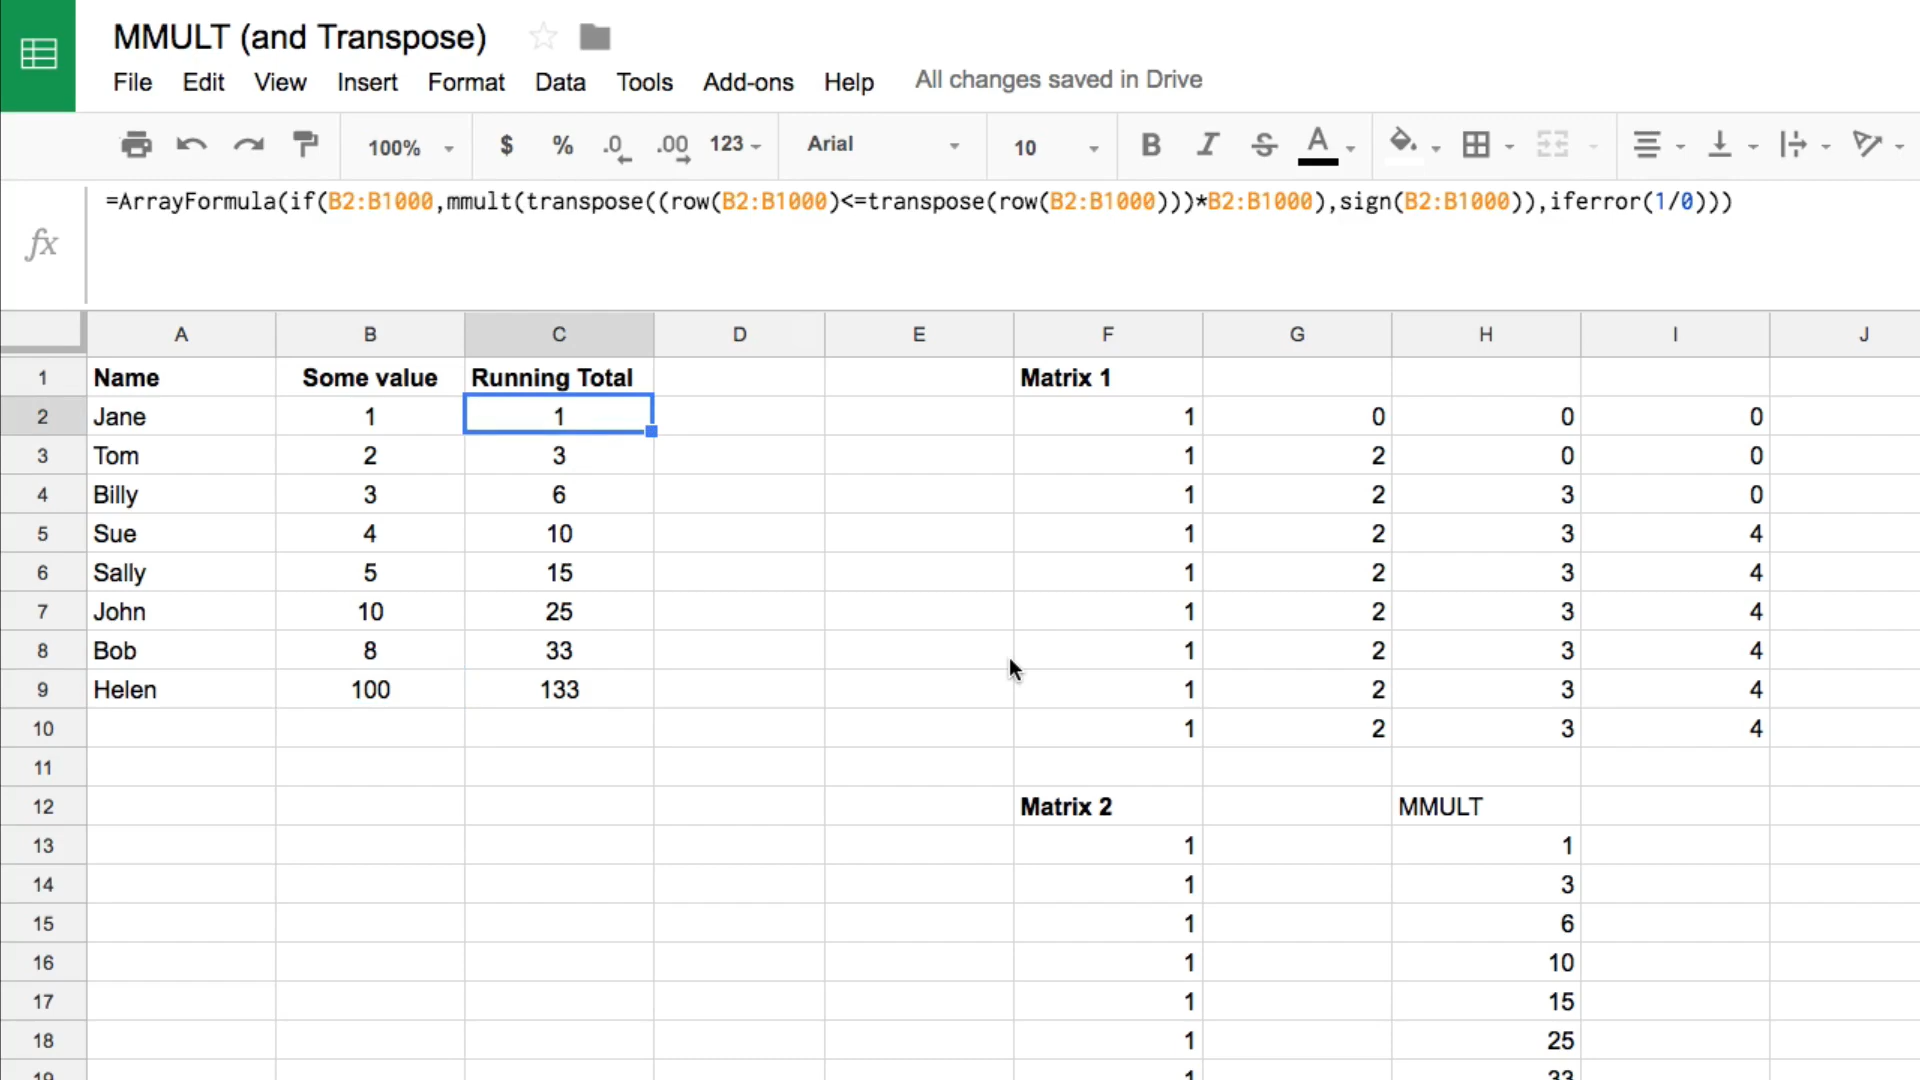 MMULT (and Transpose)
File Edit View Insert Format Data Tools Add-ons Help All changes saved in Drive
100% $ % .0 .00 123 Arial 10 B I S A
fx =ArrayFormula(if(B2:B1000,mmult(transpose((row(B2:B1000)<=transpose(row(B2:B1000)))*B2:B1000),sign(B2:B1000)),iferror(1/0)))
A B C D E F G H I J
1 Name Some value Running Total Matrix 1
2 Jane 1 1 1 0 0 0
3 Tom 2 3 1 2 0 0
4 Billy 3 6 1 2 3 0
5 Sue 4 10 1 2 3 4
6 Sally 5 15 1 2 3 4
7 John 10 25 1 2 3 4
8 Bob 8 33 1 2 3 4
9 Helen 100 133 1 2 3 4
10 1 2 3 4
11
12 Matrix 2 MMULT
13 1 1
14 1 3
15 1 6
16 1 10
17 1 15
18 1 25
19 1 33